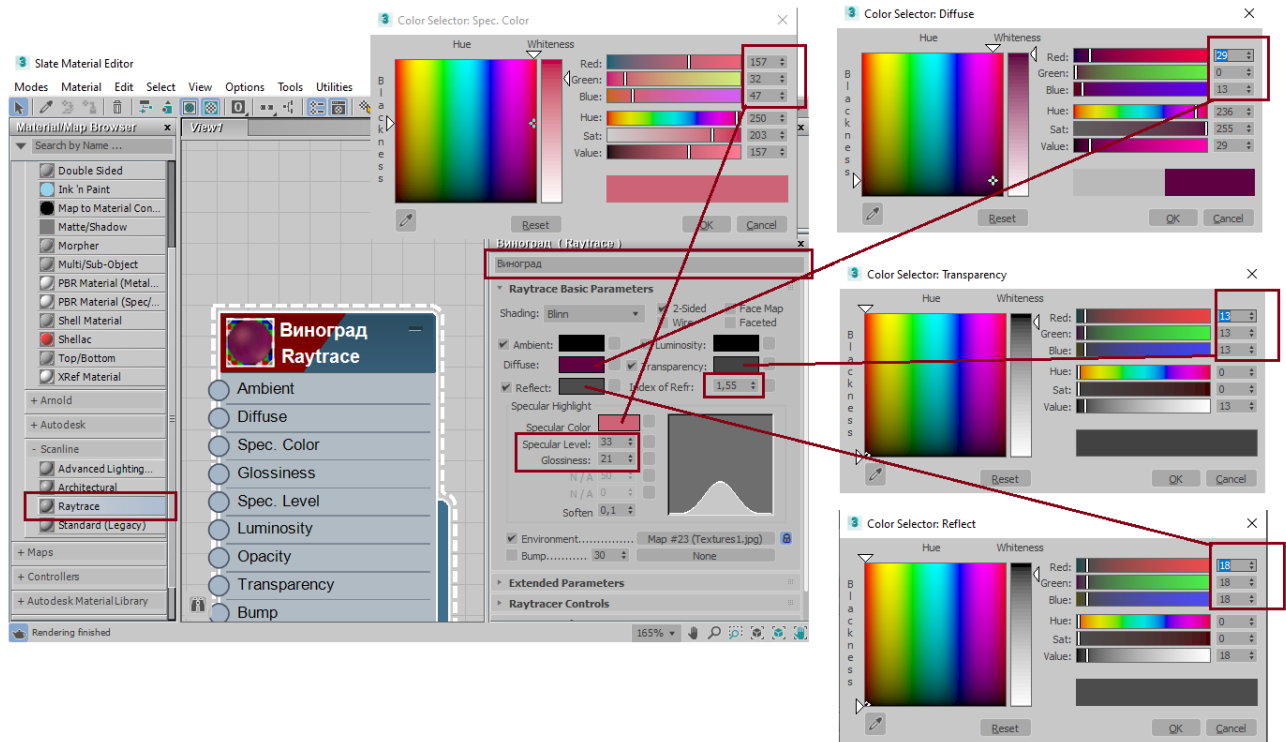 Color Selector: Spec. Color
Hue
Whiteness
Blackness
Red: 157
Green: 32
Blue: 47
Hue: 250
Sat: 203
Value: 157
Reset
OK
Cancel
Color Selector: Diffuse
Hue
Whiteness
Blackness
Red: 29
Green: 0
Blue: 13
Hue: 236
Sat: 255
Value: 29
Reset
OK
Cancel
Slate Material Editor
Modes Material Edit Select View Options Tools Utilities
Material/Map Browser x
Search by Name ...
Double Sided
Ink 'n Paint
Map to Material Con...
Matte/Shadow
Morpher
Multi/Sub-Object
PBR Material (Metal...
PBR Material (Spec/...
Shell Material
Shellac
Top/Bottom
XRef Material
+ Arnold
+ Autodesk
- Scanline
Advanced Lighting...
Architectural
Raytrace
Standard (Legacy)
+ Maps
+ Controllers
+ Autodesk Material Library
Rendering finished
View1
Виноград
Raytrace
Ambient
Diffuse
Spec. Color
Glossiness
Spec. Level
Luminosity
Opacity
Transparency
Bump
Виноград ( Raytrace )
Виноград
Raytrace Basic Parameters
Shading: Blinn 2-Sided Face Map
Wire Faceted
Ambient: Luminosity:
Diffuse: Transparency:
Reflect: Index of Refr: 1,55
Specular Highlight
Specular Color
Specular Level: 33
Glossiness: 21
N / A 50
N / A 0
Soften 0,1
Environment............... Map #23 (Textures1.jpg)
Bump........... 30 None
Extended Parameters
Raytracer Controls
165%
Color Selector: Transparency
Hue
Whiteness
Blackness
Red: 13
Green: 13
Blue: 13
Hue: 0
Sat: 0
Value: 13
Reset
OK
Cancel
Color Selector: Reflect
Hue
Whiteness
Blackness
Red: 18
Green: 18
Blue: 18
Hue: 0
Sat: 0
Value: 18
Reset
OK
Cancel